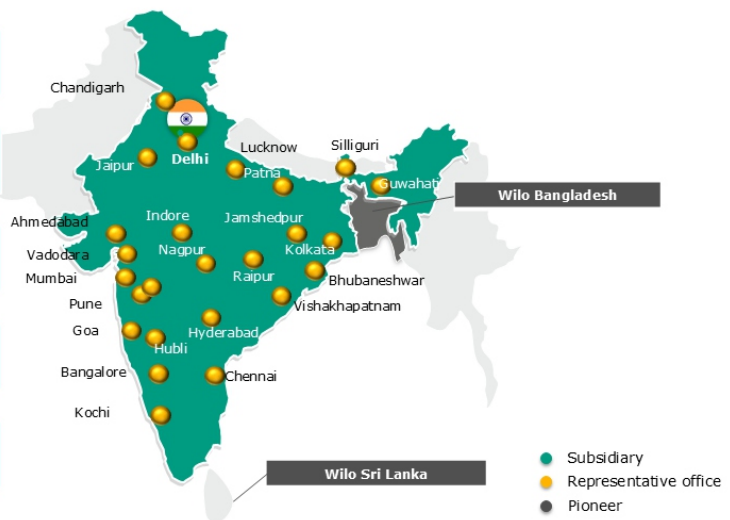 Chandigarh
Delhi
Lucknow
Silliguri
Jaipur
Patna
Guwahati
Wilo Bangladesh
Ahmedabad
Indore
Jamshedpur
Vadodara
Nagpur
Kolkata
Mumbai
Raipur
Bhubaneshwar
Pune
Vishakhapatnam
Goa
Hyderabad
Hubli
Bangalore
Chennai
Kochi
Wilo Sri Lanka
Subsidiary
Representative office
Pioneer